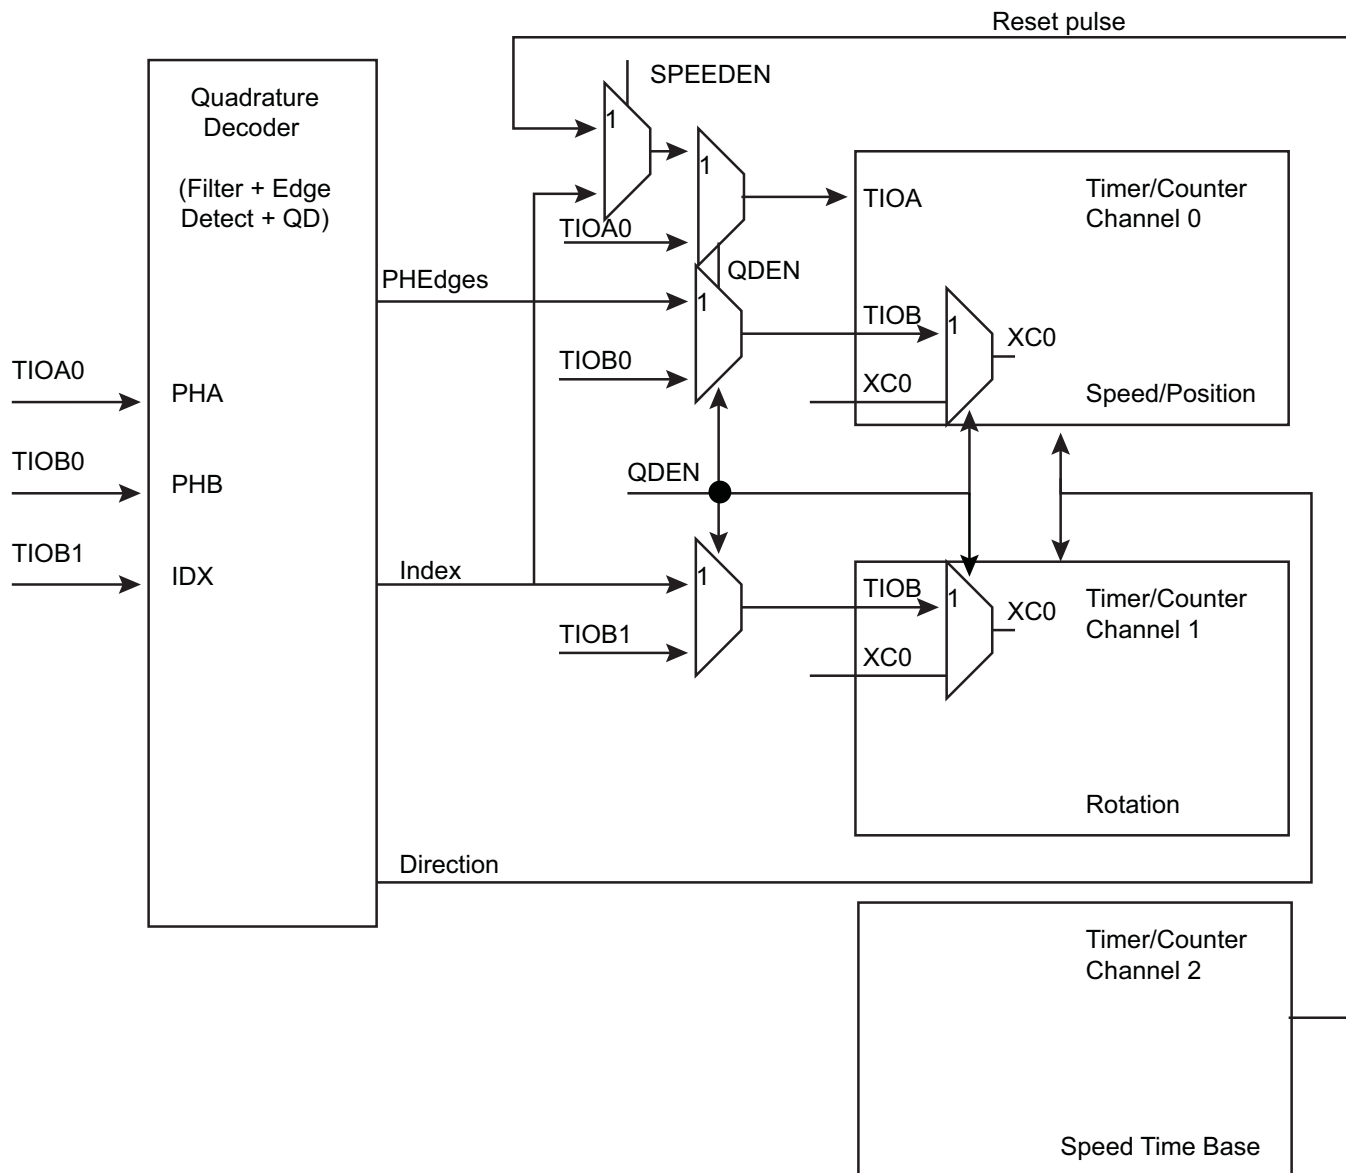 Reset pulse
SPEEDEN
Quadrature
Decoder
(Filter + Edge
Detect + QD)
1
1
TIOA
Timer/Counter
Channel 0
TIOA0
QDEN
PHEdges
1
TIOB
1
XC0
TIOB0
XC0
Speed/Position
TIOA0
PHA
TIOB0
PHB
QDEN
TIOB1
IDX
Index
1
TIOB
1
XC0
Timer/Counter
Channel 1
TIOB1
XC0
Rotation
Direction
Timer/Counter
Channel 2
Speed Time Base